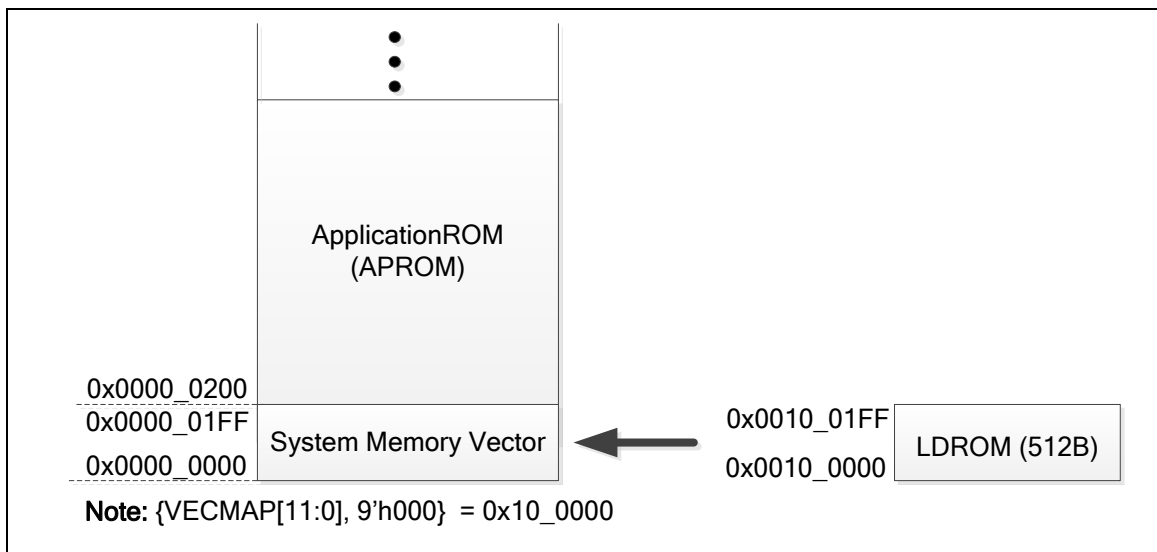 ApplicationROM
(APROM)
0x0000_0200
0x0000_01FF
System Memory Vector
0x0000_0000
0x0010_01FF
LDROM (512B)
0x0010_0000
Note: {VECMAP[11:0], 9’h000}  = 0x10_0000